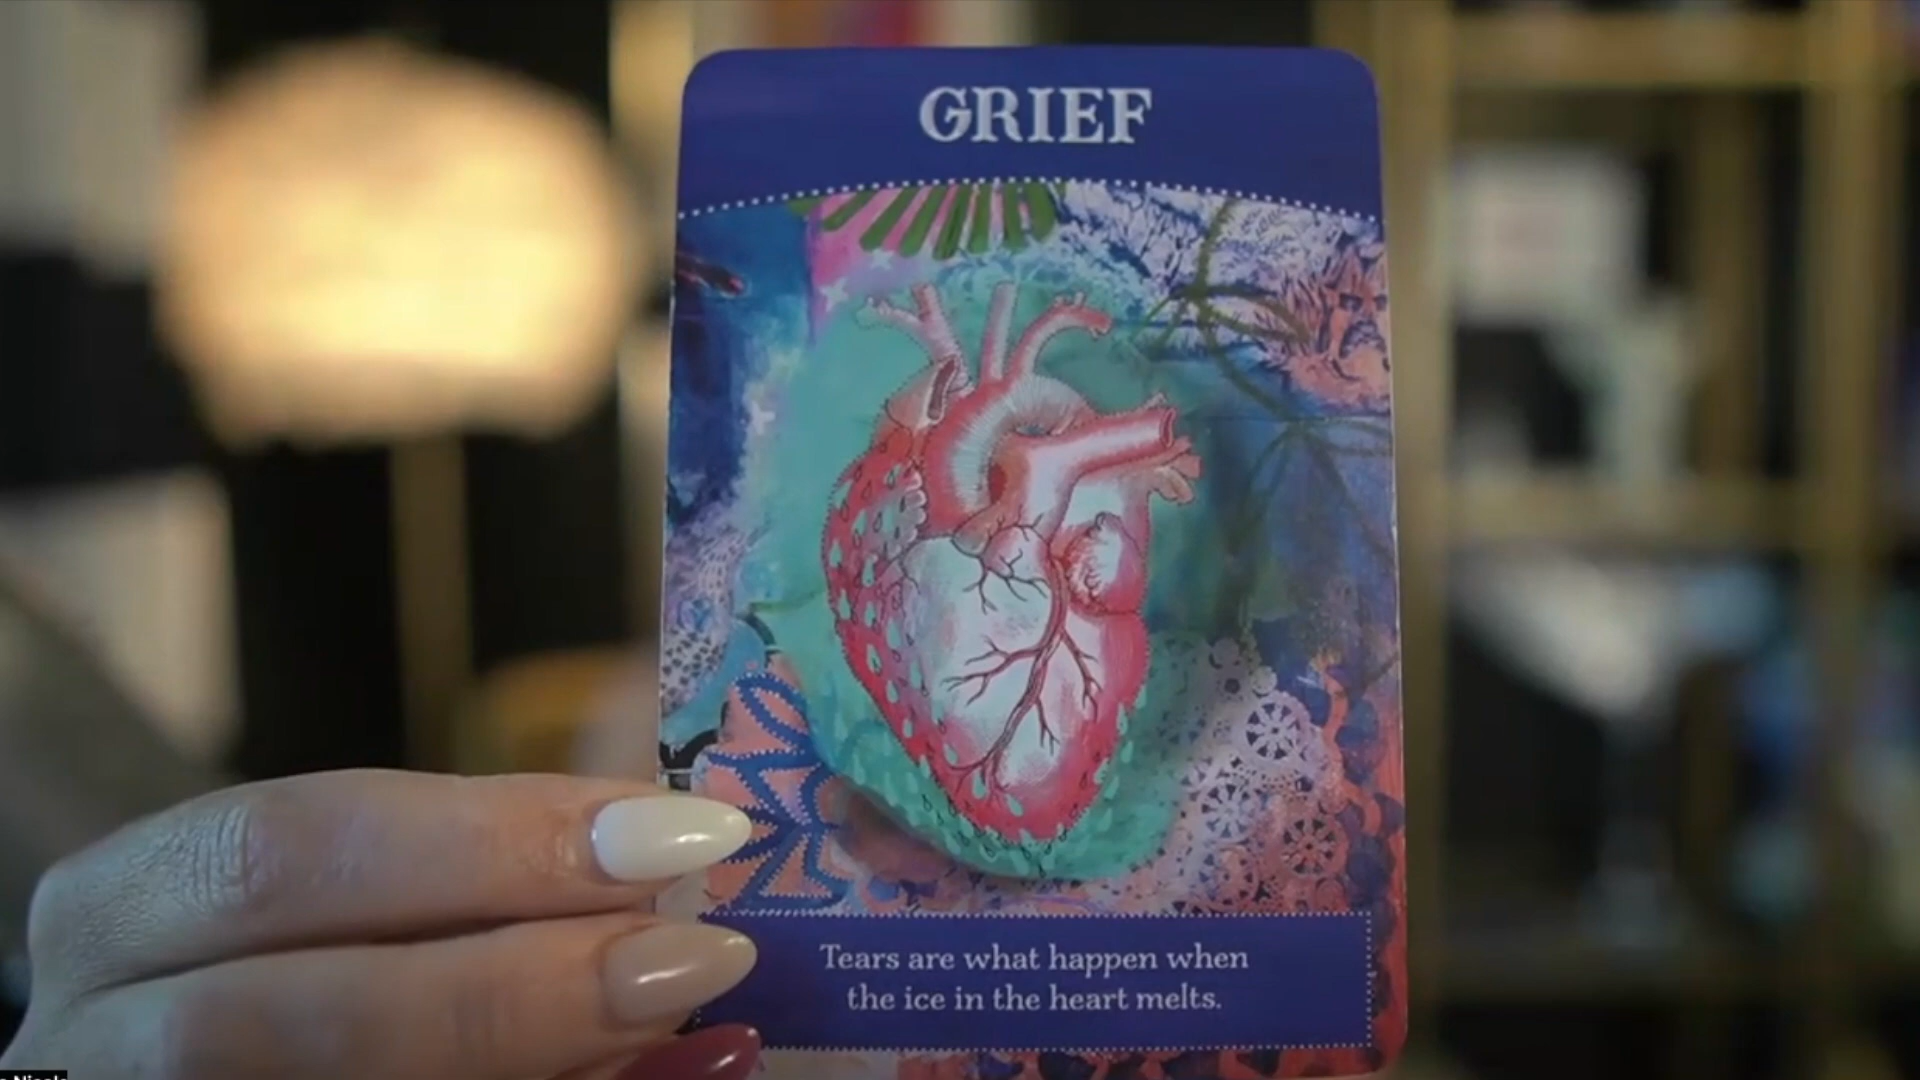 GRIEF
Tears are what happen when
the ice in the heart melts.